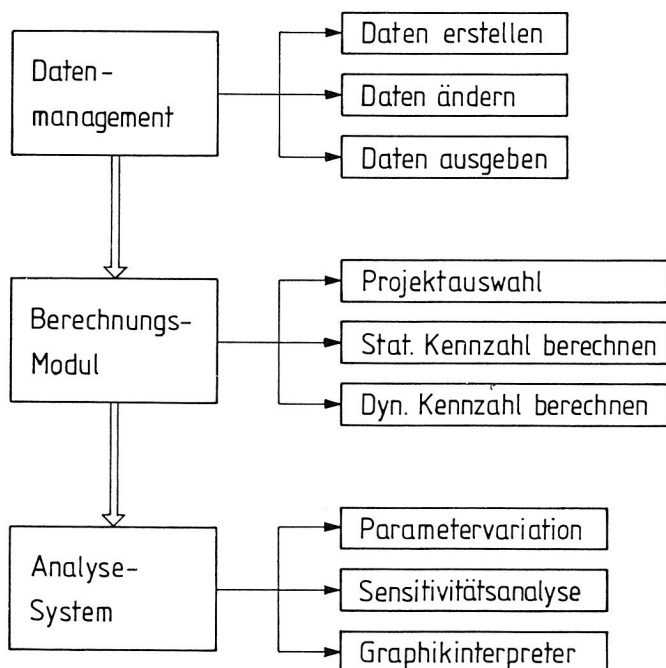 Daten-
management
Daten erstellen
Daten ändern
Daten ausgeben
Berechnungs-
Modul
Projektauswahl
Stat. Kennzahl berechnen
Dyn. Kennzahl berechnen
Analyse-
System
Parametervariation
Sensitivitätsanalyse
Graphikinterpreter